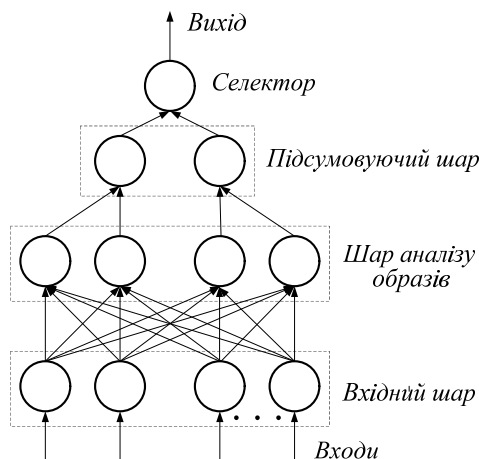 Вихід
Селектор
Підсумовуючий шар
Шар аналізу
образів
. . .
Вхідний шар
Входи